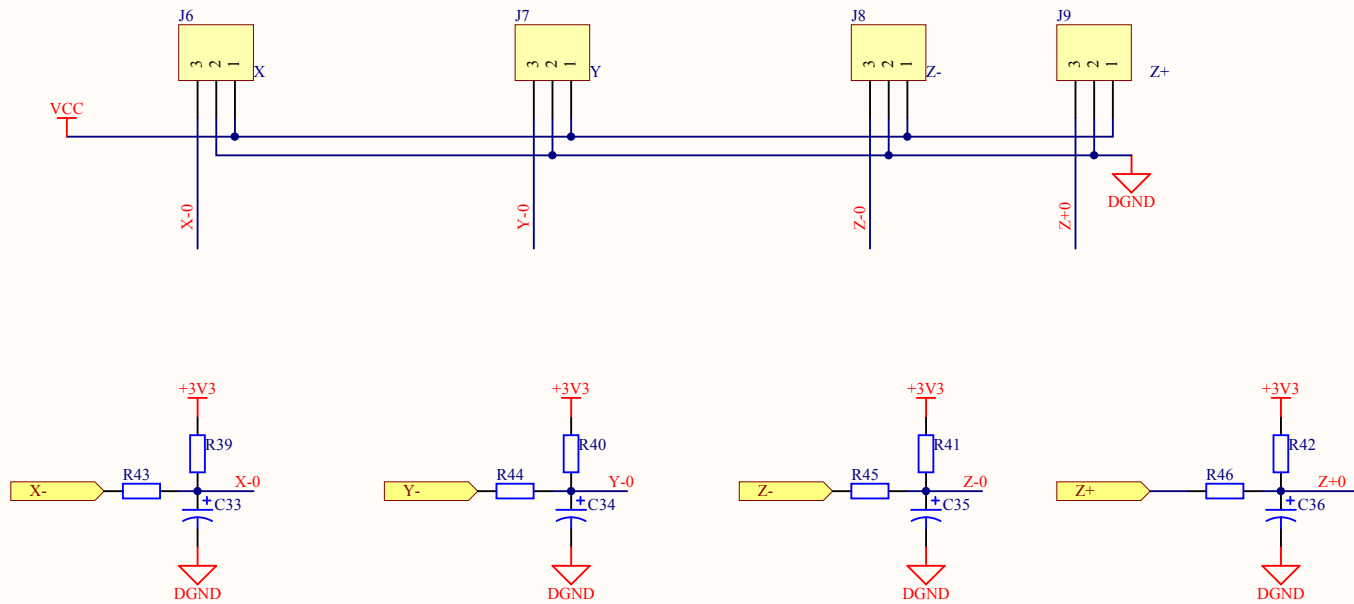 J6 J7 J8 J9
3 2 1 X 3 2 1 Y 3 2 1 Z- 3 2 1 Z+
VCC
DGND
X-0 Y-0 Z-0 Z+0
+3V3 +3V3 +3V3 +3V3
R39 R40 R41 R42
R43 X-0 R44 Y-0 R45 Z-0 R46 Z+0
X- Y- Z- Z+
+ C33 + C34 + C35 + C36
DGND DGND DGND DGND